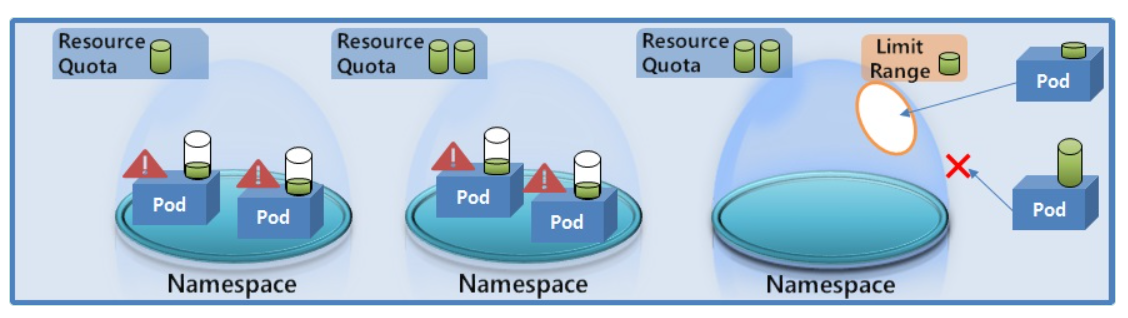 Resource
Quota
Pod
Pod
Namespace
Resource
Quota
Pod
Pod
Namespace
Resource
Quota
Limit
Range
Pod
Pod
Namespace